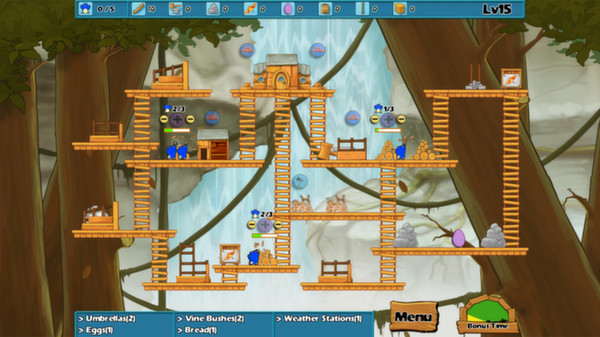 0 / 5 10 0 0 0 0 0 0 0 Lv15
2/3 1/3
2/3
> Umbrellas(2) > Vine Bushes(2) > Weather Stations(1)
> Eggs(1) > Bread(1)
Menu
Bonus Time